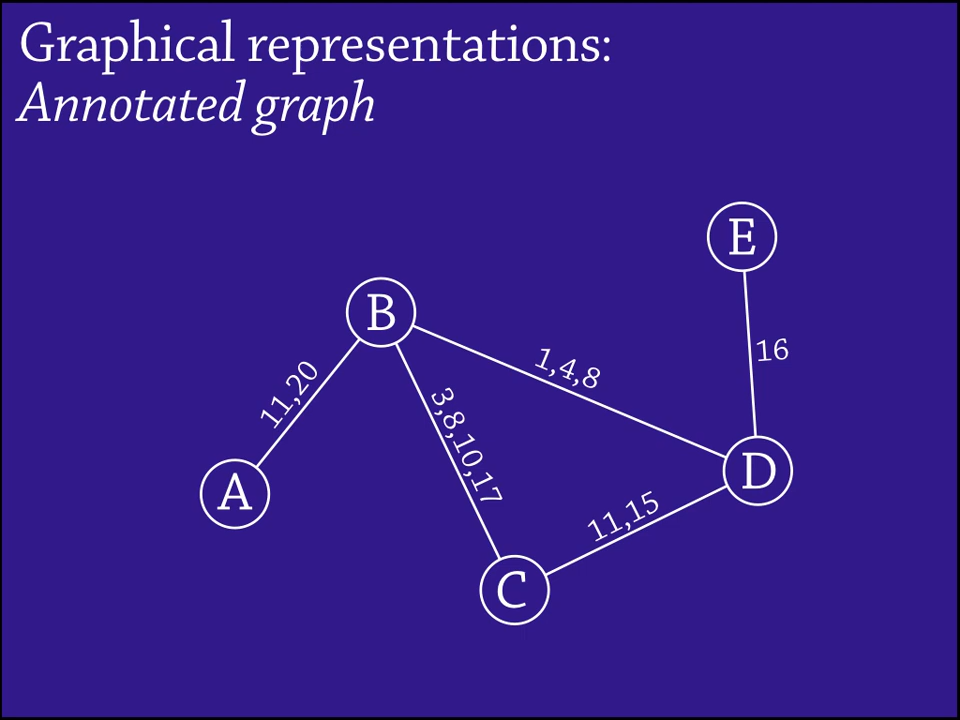 Graphical representations:
Annotated graph
E
B
16
1,4,8
11,20
3,8,10,17
D
A
11,15
C